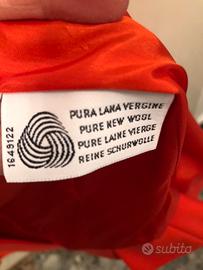 PURA LANA VERGINE
PURE NEW WOOL
PURE LAINE VIERGE
REINE SCHURWOLLE
1649122
subito